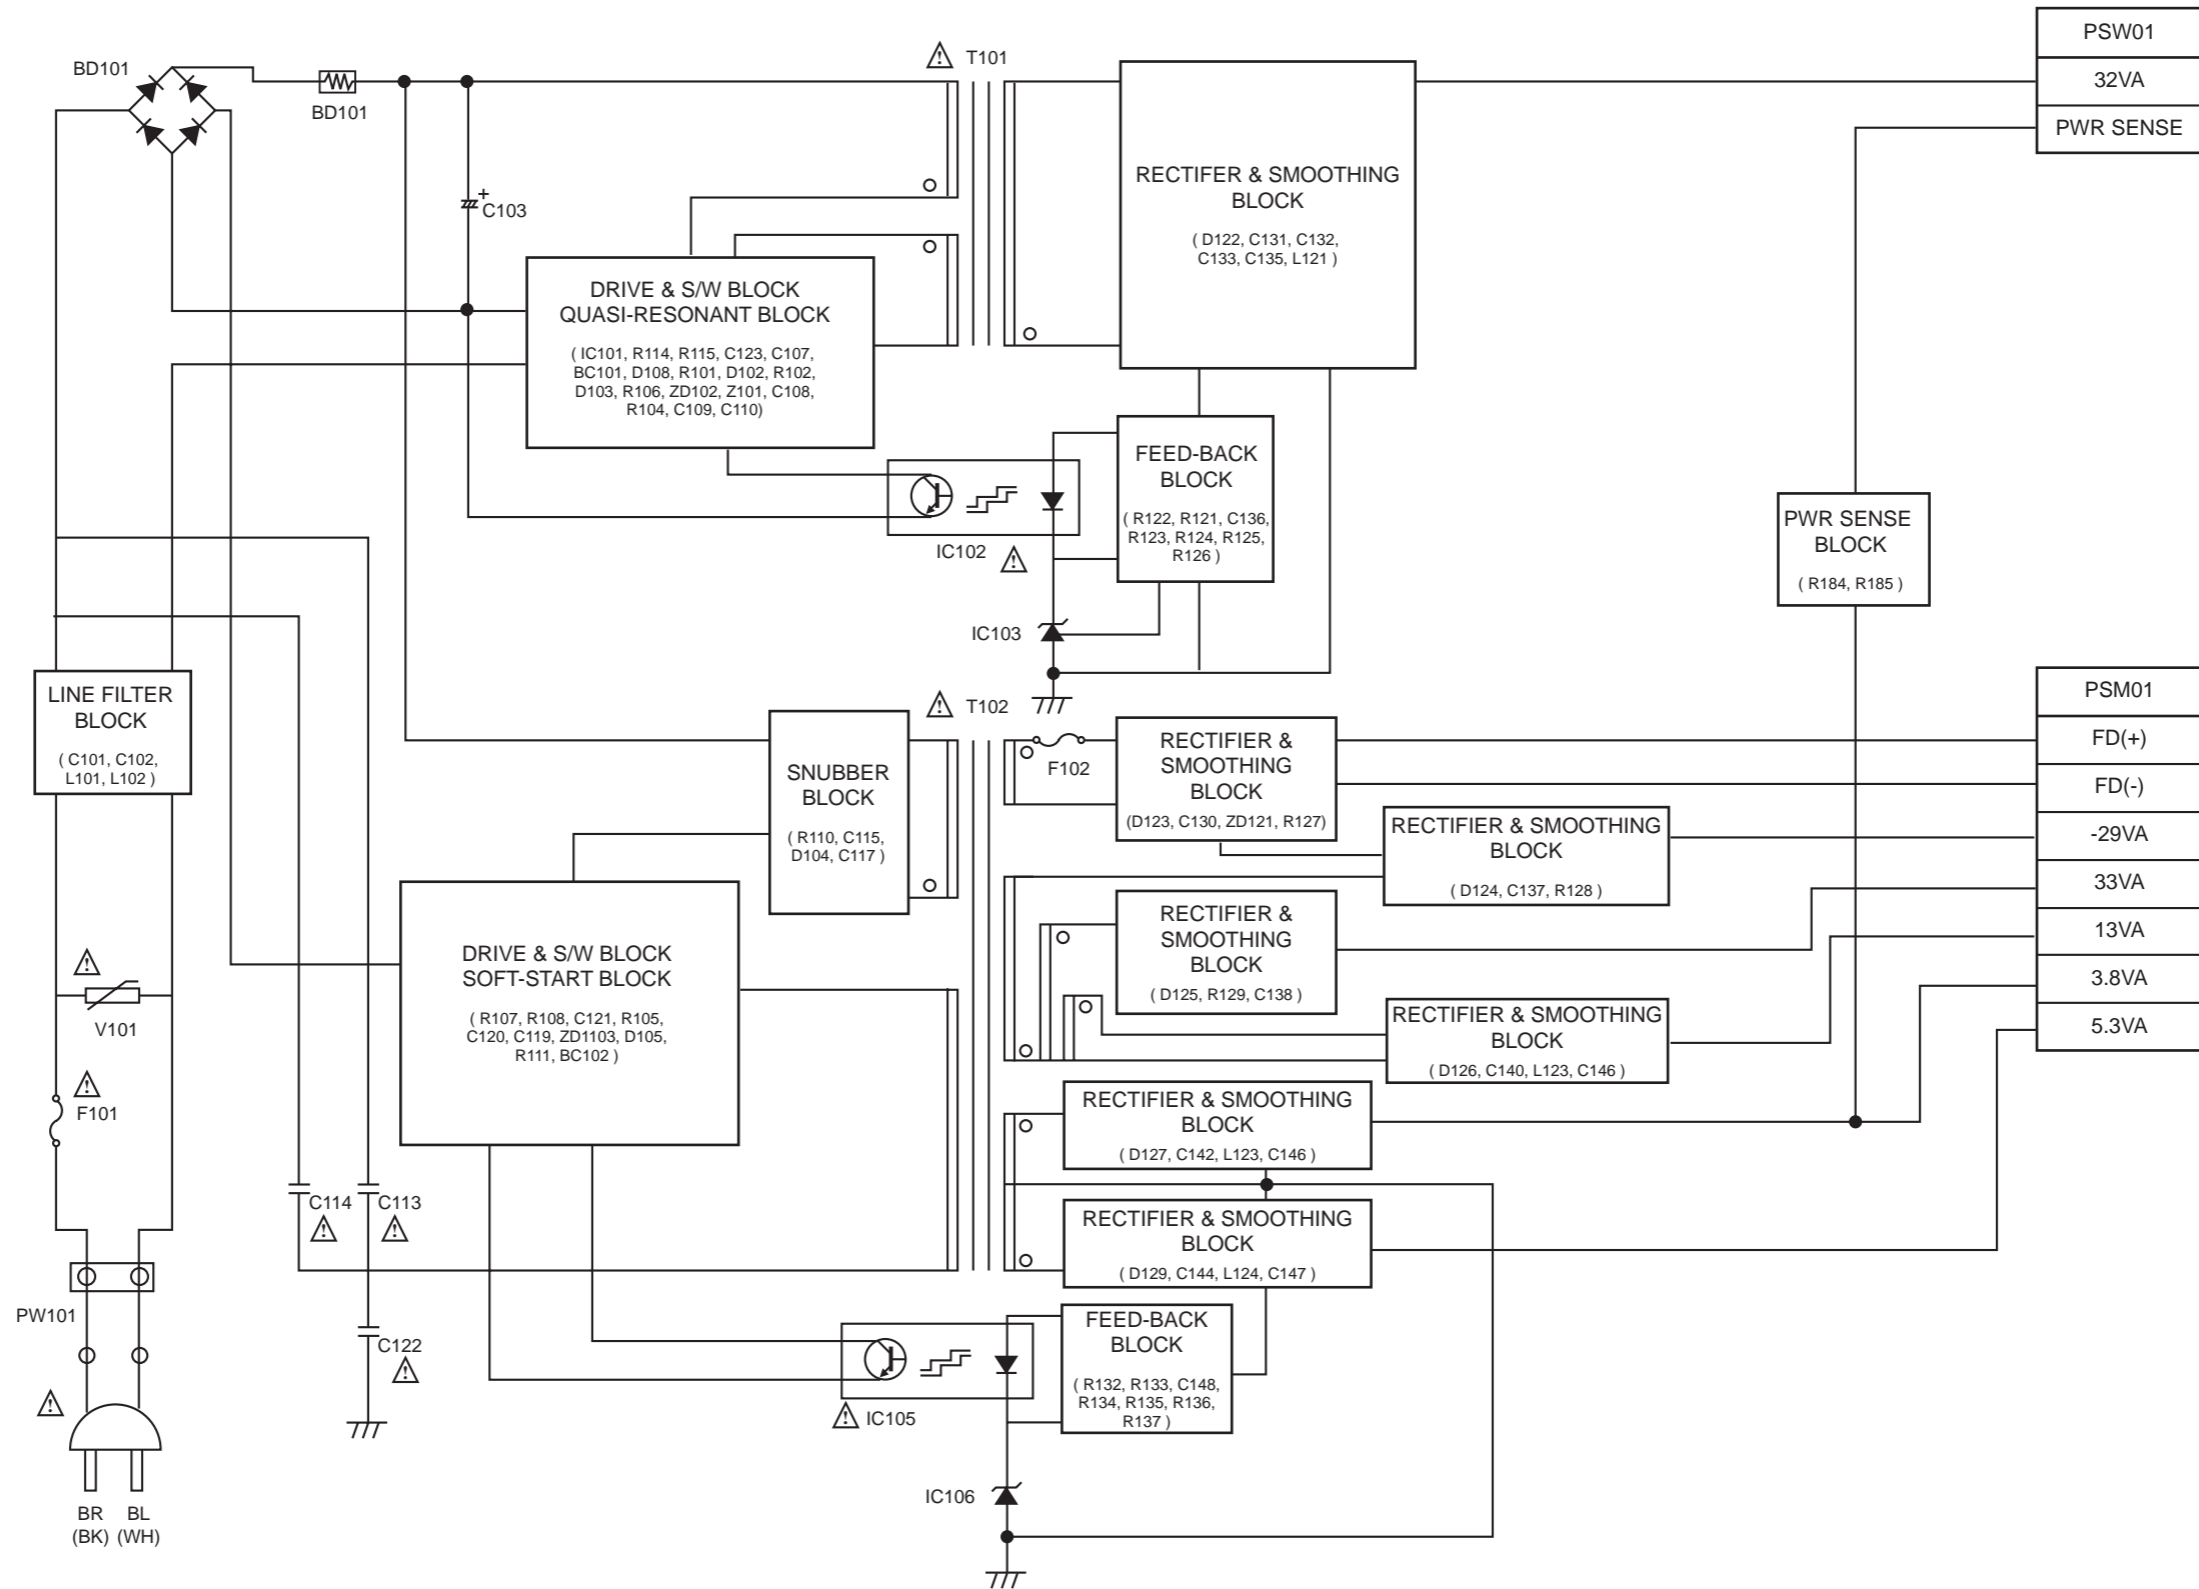 BD101
BD101
C103
T101
RECTIFER & SMOOTHING
BLOCK
( D122, C131, C132,
C133, C135, L121 )
PSW01
32VA
PWR SENSE
DRIVE & S/W BLOCK
QUASI-RESONANT BLOCK
( IC101, R114, R115, C123, C107,
BC101, D108, R101, D102, R102,
D103, R106, ZD102, Z101, C108,
R104, C109, C110)
FEED-BACK
BLOCK
( R122, R121, C136,
R123, R124, R125,
R126 )
IC102
IC103
PWR SENSE
BLOCK
( R184, R185 )
LINE FILTER
BLOCK
( C101, C102,
L101, L102 )
SNUBBER
BLOCK
( R110, C115,
D104, C117 )
T102
F102
RECTIFIER &
SMOOTHING
BLOCK
(D123, C130, ZD121, R127)
RECTIFIER & SMOOTHING
BLOCK
( D124, C137, R128 )
PSM01
FD(+)
FD(-)
-29VA
33VA
13VA
3.8VA
5.3VA
DRIVE & S/W BLOCK
SOFT-START BLOCK
( R107, R108, C121, R105,
C120, C119, ZD1103, D105,
R111, BC102 )
RECTIFIER &
SMOOTHING
BLOCK
( D125, R129, C138 )
RECTIFIER & SMOOTHING
BLOCK
( D126, C140, L123, C146 )
V101
F101
RECTIFIER & SMOOTHING
BLOCK
( D127, C142, L123, C146 )
C114
C113
RECTIFIER & SMOOTHING
BLOCK
( D129, C144, L124, C147 )
PW101
C122
FEED-BACK
BLOCK
( R132, R133, C148,
R134, R135, R136,
R137 )
IC105
IC106
BR
(BK)
BL
(WH)